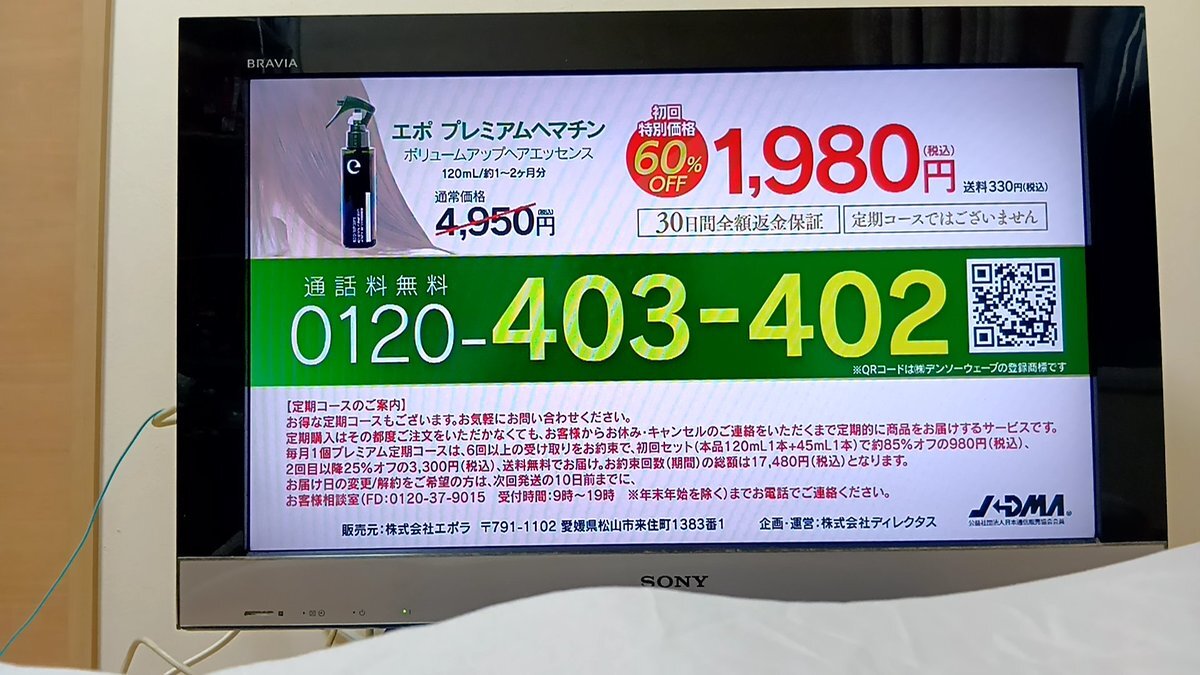 BRAVIA
エポ プレミアムヘマチン
ボリュームアップヘアエッセンス
120mL/約1~2ヶ月分
通常価格
4,950円(税込)
初回
特別価格
60%
OFF
1,980円(税込)
送料330円(税込)
30日間全額返金保証
定期コースではございません
通話料無料
0120-403-402
※QRコードは㈱デンソーウェーブの登録商標です
【定期コースのご案内】
お得な定期コースもございます。お気軽にお問い合わせください。
定期購入はその都度ご注文をいただかなくても、お客様からお休み・キャンセルのご連絡をいただくまで定期的に商品をお届けするサービスです。
毎月1個プレミアム定期コースは、6回以上の受け取りをお約束で、初回セット(本品120mL1本+45mL1本)で約85%オフの980円(税込)、
2回目以降25%オフの3,300円(税込)、送料無料でお届け。お約束回数(期間)の総額は17,480円(税込)となります。
お届け日の変更/解約をご希望の方は、次回発送の10日前までに、
お客様相談室(FD:0120-37-9015 受付時間:9時~19時 ※年末年始を除く)までお電話でご連絡ください。
JADMA
公益社団法人日本通信販売協会会員
販売元:株式会社エポラ 〒791-1102 愛媛県松山市来住町1383番1 企画・運営:株式会社ディレクタス
SONY